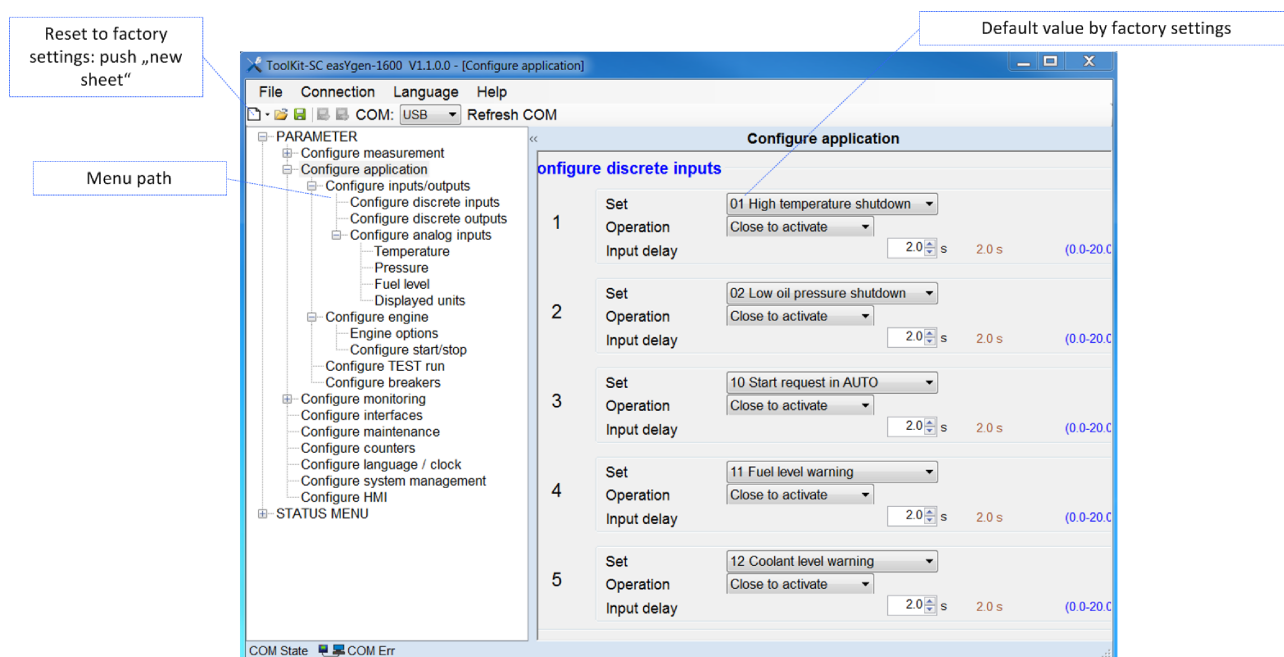 Reset to factory
settings: push „new
sheet“
Default value by factory settings
Menu path
ToolKit-SC easYgen-1600 V1.1.0.0 - [Configure application]
File Connection Language Help
COM: USB Refresh COM
PARAMETER
Configure measurement
Configure application
Configure inputs/outputs
Configure discrete inputs
Configure discrete outputs
Configure analog inputs
Temperature
Pressure
Fuel level
Displayed units
Configure engine
Engine options
Configure start/stop
Configure TEST run
Configure breakers
Configure monitoring
Configure interfaces
Configure maintenance
Configure counters
Configure language / clock
Configure system management
Configure HMI
STATUS MENU
« Configure application
onfigure discrete inputs
1
Set 01 High temperature shutdown
Operation Close to activate
Input delay 2.0 s 2.0 s (0.0-20.0
2
Set 02 Low oil pressure shutdown
Operation Close to activate
Input delay 2.0 s 2.0 s (0.0-20.0
3
Set 10 Start request in AUTO
Operation Close to activate
Input delay 2.0 s 2.0 s (0.0-20.0
4
Set 11 Fuel level warning
Operation Close to activate
Input delay 2.0 s 2.0 s (0.0-20.0
5
Set 12 Coolant level warning
Operation Close to activate
Input delay 2.0 s 2.0 s (0.0-20.0
COM State COM Err